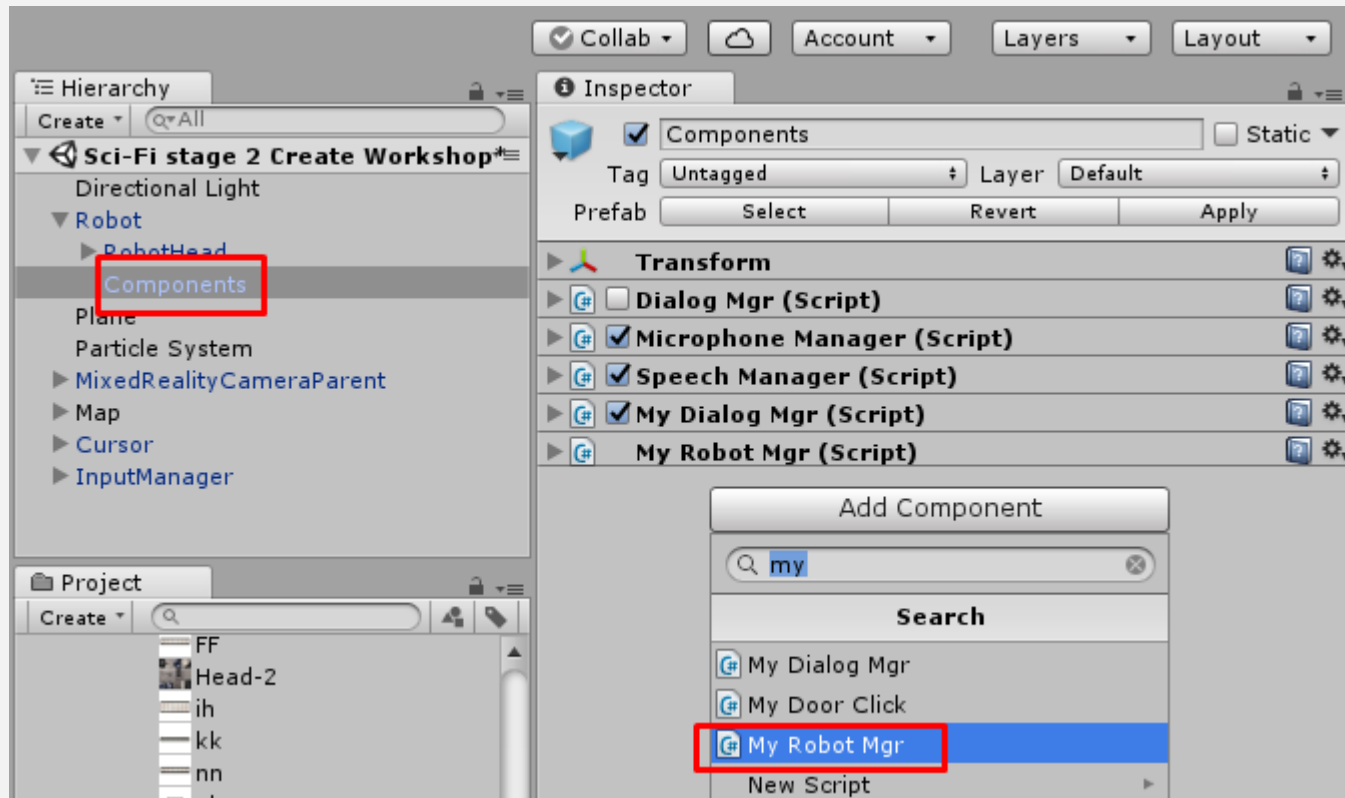 Collab Account Layers Layout
Hierarchy
Create All
Sci-Fi stage 2 Create Workshop*
Directional Light
Robot
RobotHead
Components
Plane
Particle System
MixedRealityCameraParent
Map
Cursor
InputManager
Project
Create
FF
Head-2
ih
kk
nn
Inspector
Components Static
Tag Untagged Layer Default
Prefab Select Revert Apply
Transform
Dialog Mgr (Script)
Microphone Manager (Script)
Speech Manager (Script)
My Dialog Mgr (Script)
My Robot Mgr (Script)
Add Component
my
Search
My Dialog Mgr
My Door Click
My Robot Mgr
New Script